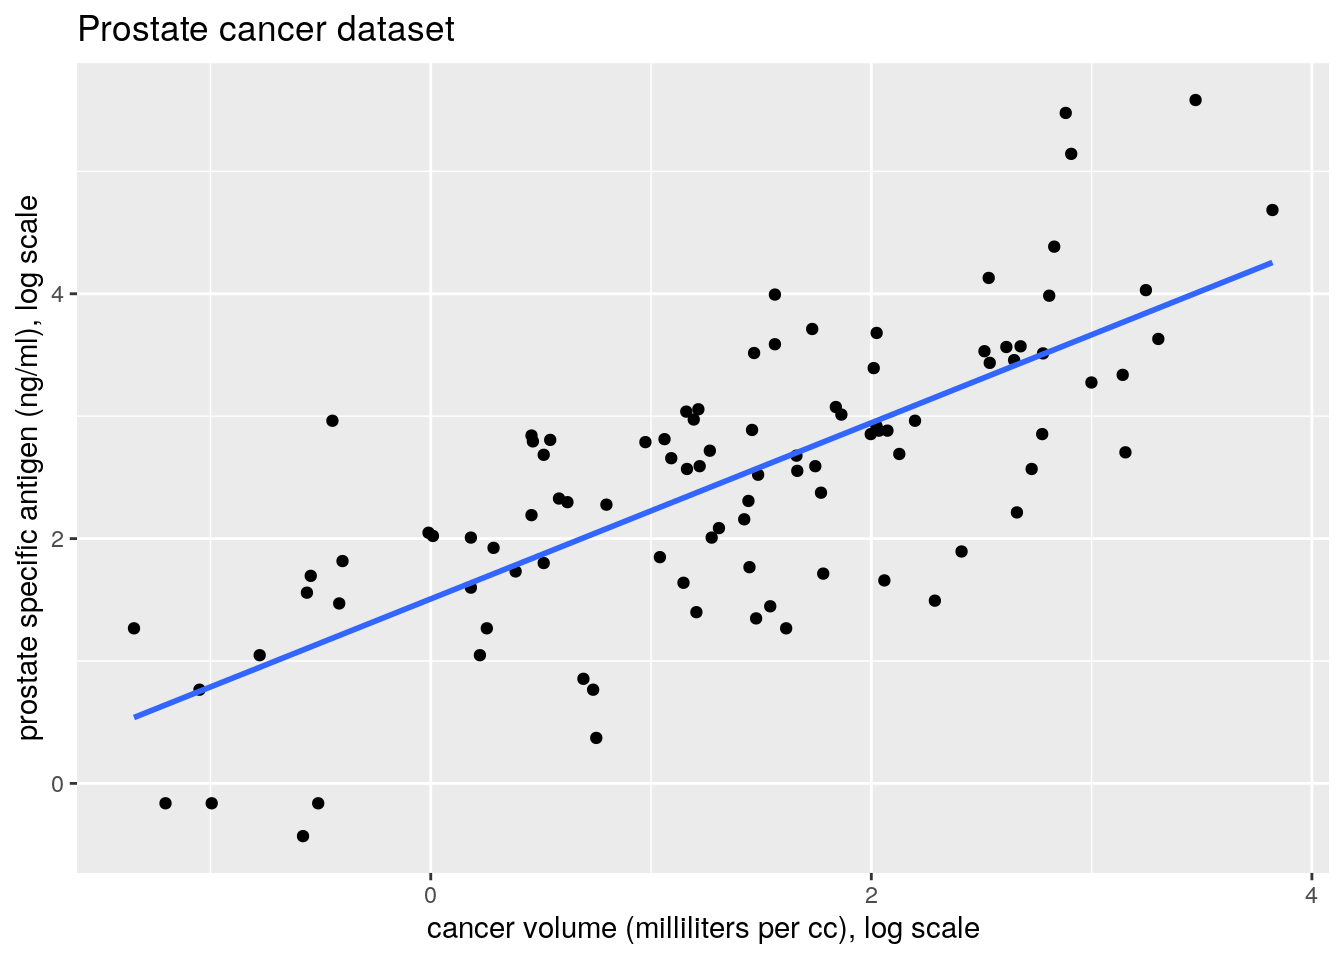 Prostate cancer dataset
prostate specific antigen (ng/ml), log scale
4
2
0
0
2
4
cancer volume (milliliters per cc), log scale